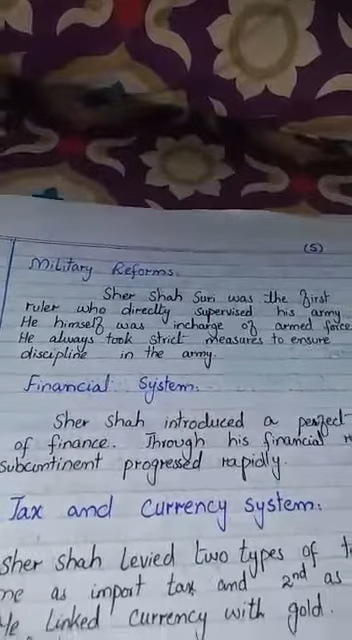 (5)
Military Reforms.
Sher Shah Suri was the first
ruler who directly supervised his army
He himself was incharge of armed force
He always took strict measures to ensure
discipline in the army.
Financial System.
Sher Shah introduced a perfect
of finance. Through his financial
subcontinent progressed rapidly.
Tax and Currency System:
Sher Shah Levied two types of
as import tax and 2nd as
He Linked Currency with gold.